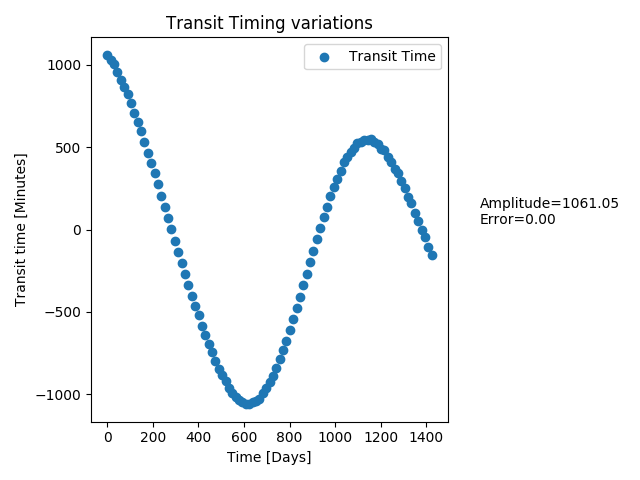 Transit Timing variations
Transit Time
Transit time [Minutes]
1000
500
0
−500
−1000
0 200 400 600 800 1000 1200 1400
Time [Days]
Amplitude=1061.05
Error=0.00